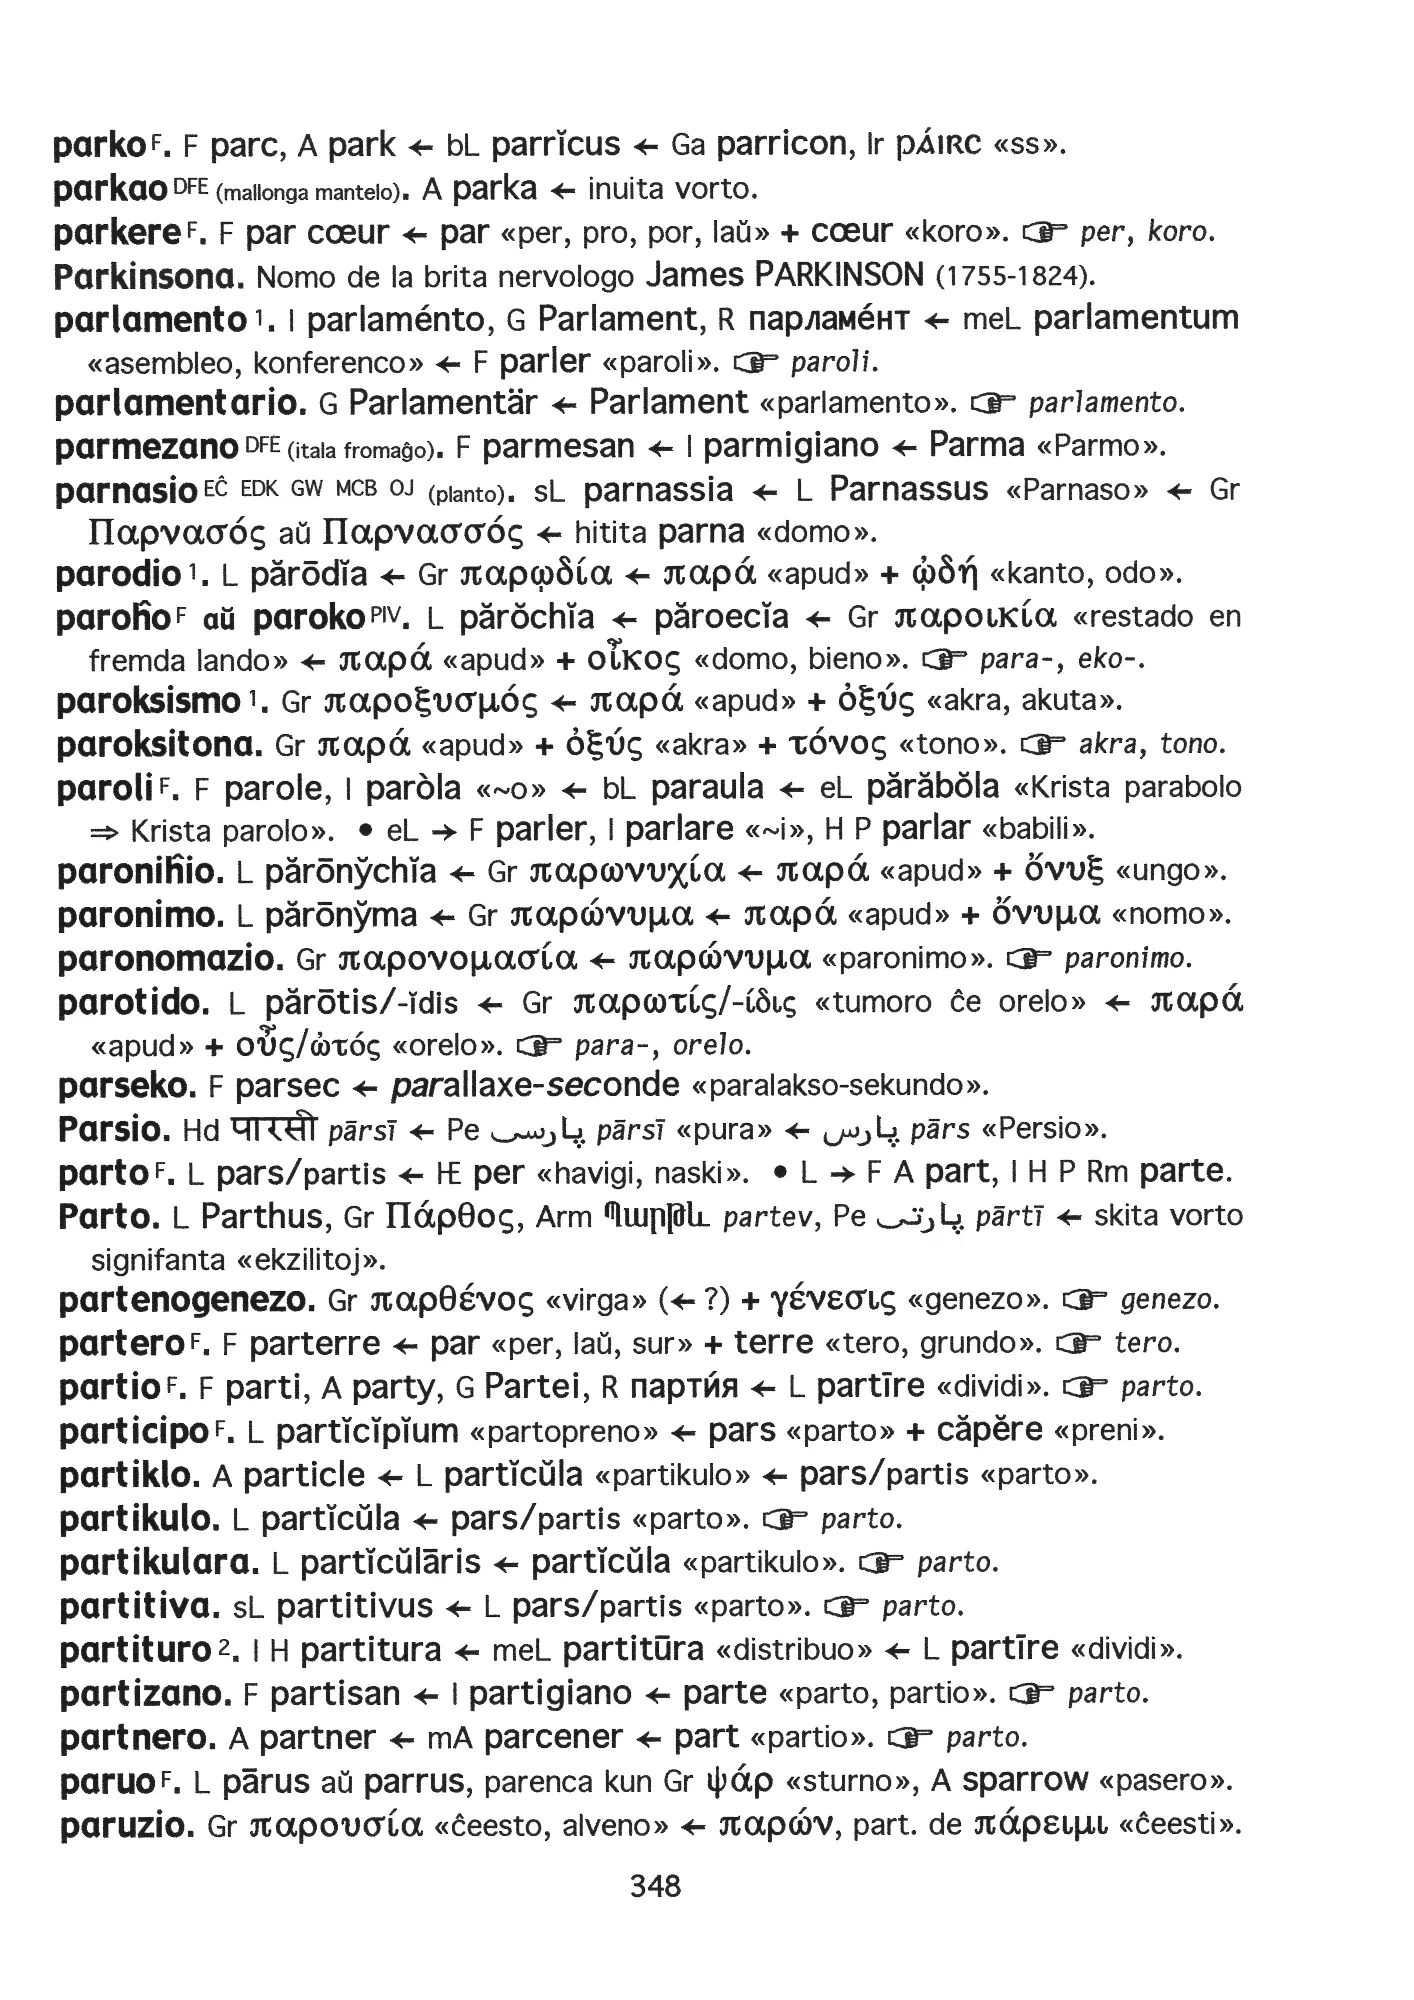 parko F. F parc, A park ← bL parrĭcus ← Ga parricon, Ir pÁIRC «ss».
parkao DFE (mallonga mantelo). A parka ← inuita vorto.
parkere F. F par cœur ← par «per, pro, por, laŭ» + cœur «koro». ☞ per, koro.
Parkinsona. Nomo de la brita nervologo James PARKINSON (1755-1824).
parlamento 1. I parlaménto, G Parlament, R парламéнт ← meL parlamentum
«asembleo, konferenco» ← F parler «paroli». ☞ paroli.
parlamentario. G Parlamentär ← Parlament «parlamento». ☞ parlamento.
parmezano DFE (itala fromaĝo). F parmesan ← I parmigiano ← Parma «Parmo».
parnasio EĈ EDK GW MCB OJ (planto). sL parnassia ← L Parnassus «Parnaso» ← Gr
Παρνασός aŭ Παρνασσός ← hitita parna «domo».
parodio 1. L părōdĭa ← Gr παρῳδία ← παρά «apud» + ᾠδή «kanto, odo».
paroĥo F aŭ paroko PIV. L părŏchĭa ← păroecĭa ← Gr παροικία «restado en
fremda lando» ← παρά «apud» + οἶκος «domo, bieno». ☞ para-, eko-.
paroksismo 1. Gr παροξυσμός ← παρά «apud» + ὀξύς «akra, akuta».
paroksitona. Gr παρά «apud» + ὀξύς «akra» + τόνος «tono». ☞ akra, tono.
paroli F. F parole, I paròla «~o» ← bL paraula ← eL părăbŏla «Krista parabolo
⇒ Krista parolo». • eL → F parler, I parlare «~i», H P parlar «babili».
paroniĥio. L părōnўchĭa ← Gr παρωνυχία ← παρά «apud» + ὄνυξ «ungo».
paronimo. L părōnўma ← Gr παρώνυμα ← παρά «apud» + ὄνυμα «nomo».
paronomazio. Gr παρονομασία ← παρώνυμα «paronimo». ☞ paronimo.
parotido. L părōtis/-ĭdis ← Gr παρωτίς/-ίδις «tumoro ĉe orelo» ← παρά
«apud» + οὖς/ὠτός «orelo». ☞ para-, orelo.
parseko. F parsec ← parallaxe-seconde «paralakso-sekundo».
Parsio. Hd पारसी pārsī ← Pe پارسی pārsī «pura» ← پارس pārs «Persio».
parto F. L pars/partis ← HE per «havigi, naski». • L → F A part, I H P Rm parte.
Parto. L Parthus, Gr Πάρθος, Arm Պարթև partev, Pe پارتی pārtī ← skita vorto
signifanta «ekzilitoj».
partenogenezo. Gr παρθένος «virga» (← ?) + γένεσις «genezo». ☞ genezo.
partero F. F parterre ← par «per, laŭ, sur» + terre «tero, grundo». ☞ tero.
partio F. F parti, A party, G Partei, R партия ← L partīre «dividi». ☞ parto.
participo F. L partĭcĭpĭum «partopreno» ← pars «parto» + căpĕre «preni».
partiklo. A particle ← L partĭcŭla «partikulo» ← pars/partis «parto».
partikulo. L partĭcŭla ← pars/partis «parto». ☞ parto.
partikulara. L partĭcŭlāris ← partĭcŭla «partikulo». ☞ parto.
partitiva. sL partitivus ← L pars/partis «parto». ☞ parto.
partituro 2. I H partitura ← meL partitūra «distribuo» ← L partīre «dividi».
partizano. F partisan ← I partigiano ← parte «parto, partio». ☞ parto.
partnero. A partner ← mA parcener ← part «partio». ☞ parto.
paruo F. L pārus aŭ parrus, parenca kun Gr ψάρ «sturno», A sparrow «pasero».
paruzio. Gr παρουσία «ĉeesto, alveno» ← παρών, part. de πάρειμι «ĉeesti».
348